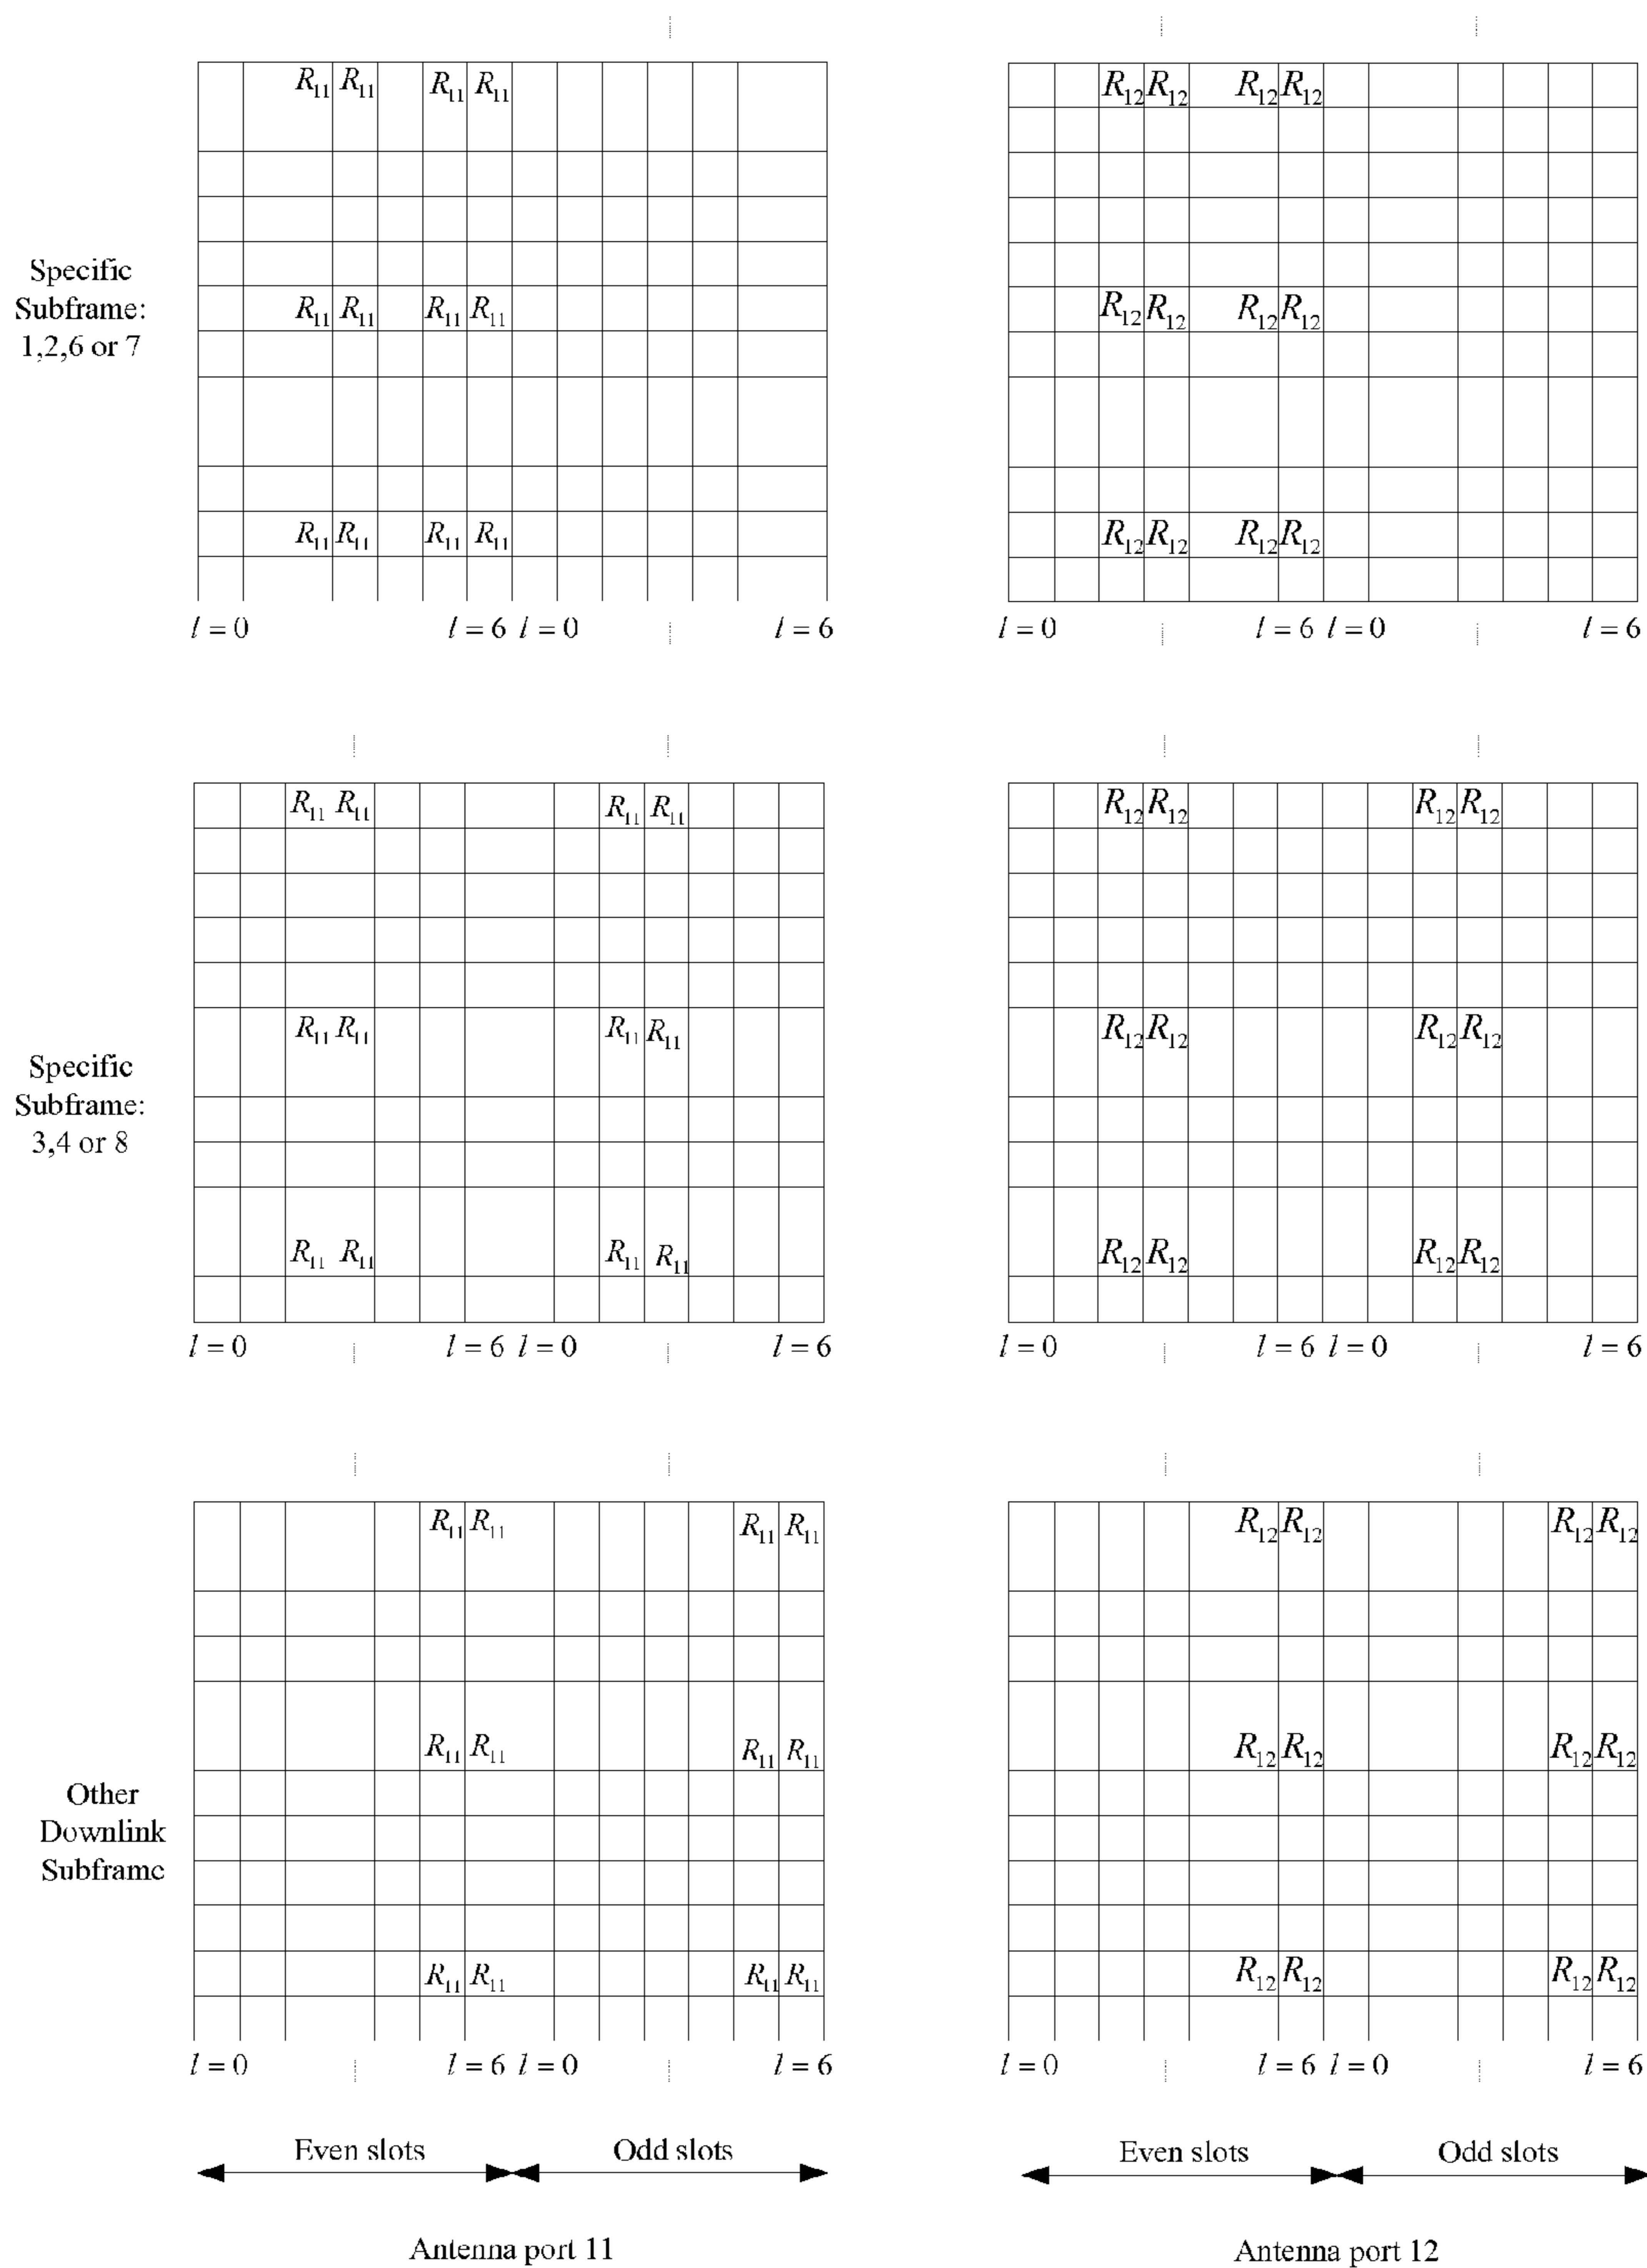 R₁₁ R₁₁ R₁₁ R₁₁ R₁₂ R₁₂ R₁₂ R₁₂
Specific
Subframe:
1,2,6 or 7
R₁₁ R₁₁ R₁₁ R₁₁ R₁₂ R₁₂ R₁₂ R₁₂
R₁₁ R₁₁ R₁₁ R₁₁ R₁₂ R₁₂ R₁₂ R₁₂
l = 0 l = 6 l = 0 l = 6 l = 0 l = 6 l = 0 l = 6
R₁₁ R₁₁ R₁₁ R₁₁ R₁₂ R₁₂ R₁₂ R₁₂
R₁₁ R₁₁ R₁₁ R₁₁ R₁₂ R₁₂ R₁₂ R₁₂
Specific
Subframe:
3,4 or 8
R₁₁ R₁₁ R₁₁ R₁₁ R₁₂ R₁₂ R₁₂ R₁₂
l = 0 l = 6 l = 0 l = 6 l = 0 l = 6 l = 0 l = 6
R₁₁ R₁₁ R₁₁ R₁₁ R₁₂ R₁₂ R₁₂ R₁₂
R₁₁ R₁₁ R₁₁ R₁₁ R₁₂ R₁₂ R₁₂ R₁₂
Other
Downlink
Subframe
R₁₁ R₁₁ R₁₁ R₁₁ R₁₂ R₁₂ R₁₂ R₁₂
l = 0 l = 6 l = 0 l = 6 l = 0 l = 6 l = 0 l = 6
Even slots Odd slots Even slots Odd slots
Antenna port 11 Antenna port 12